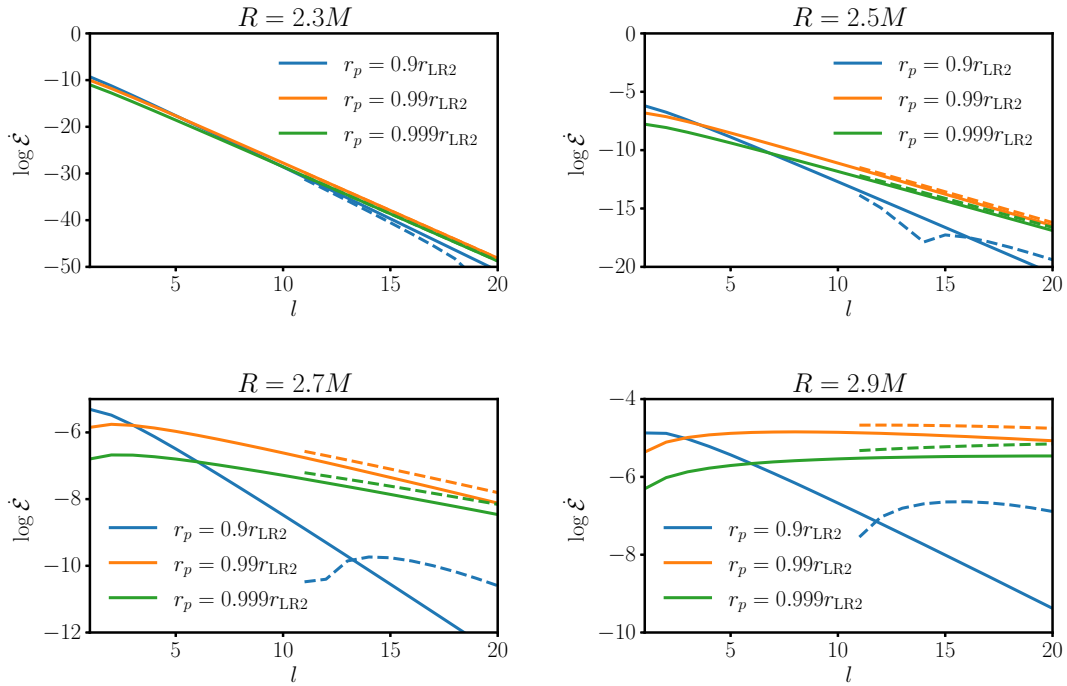 R = 2.3M
0
−10
−20
−30
−40
−50
log ℰ̇
5 10 15 20
l
r_p = 0.9r_LR2
r_p = 0.99r_LR2
r_p = 0.999r_LR2
R = 2.5M
0
−5
−10
−15
−20
log ℰ̇
5 10 15 20
l
r_p = 0.9r_LR2
r_p = 0.99r_LR2
r_p = 0.999r_LR2
R = 2.7M
−6
−8
−10
−12
log ℰ̇
5 10 15 20
l
r_p = 0.9r_LR2
r_p = 0.99r_LR2
r_p = 0.999r_LR2
R = 2.9M
−4
−6
−8
−10
log ℰ̇
5 10 15 20
l
r_p = 0.9r_LR2
r_p = 0.99r_LR2
r_p = 0.999r_LR2